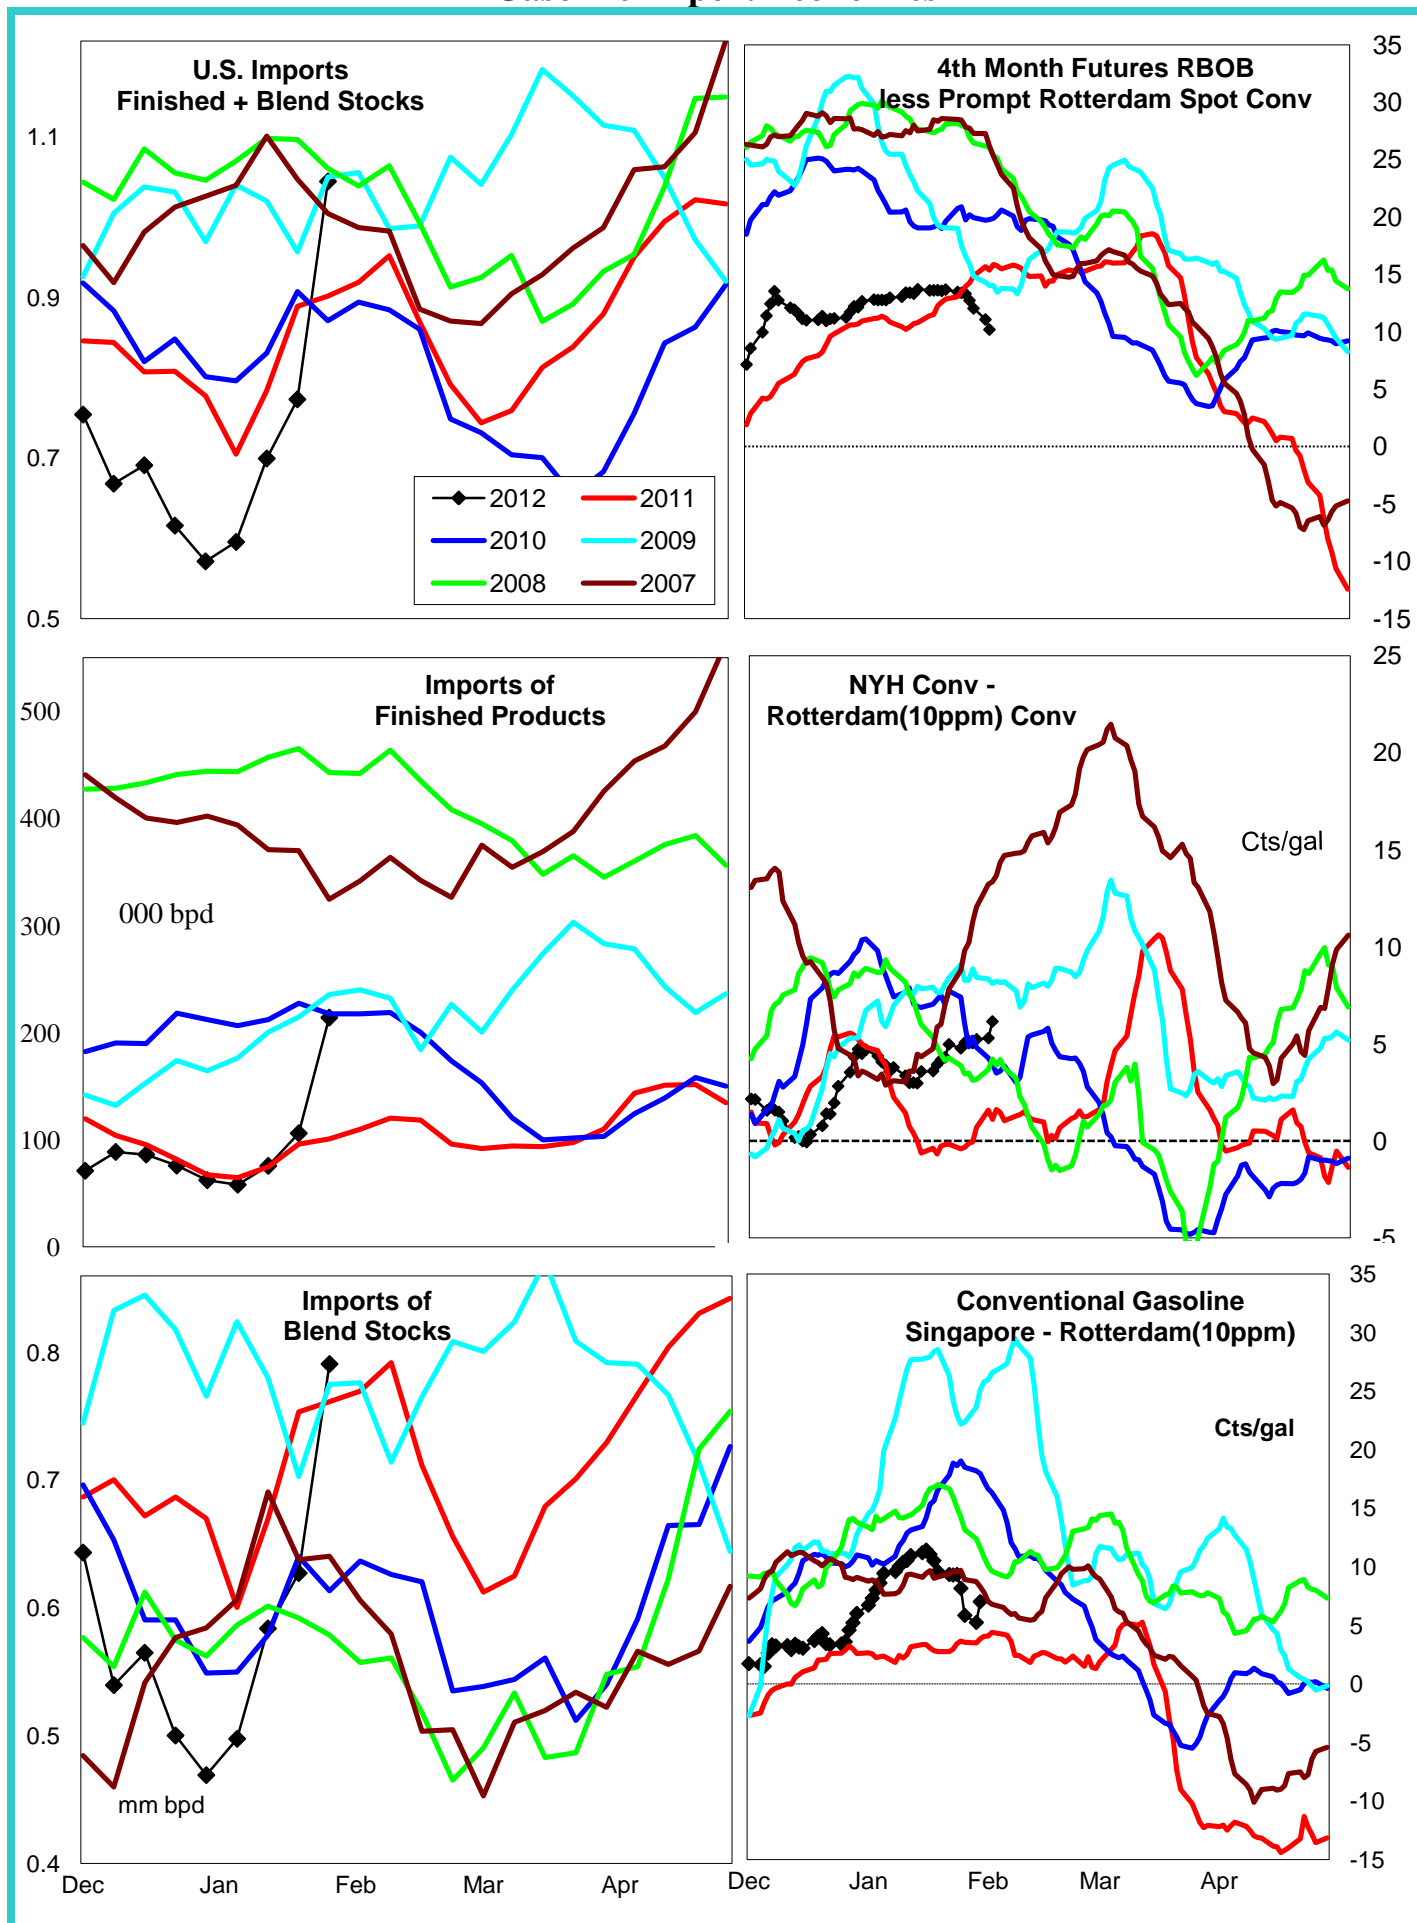 U.S. Imports
Finished + Blend Stocks
1.1
0.9
0.7
0.5
2012
2011
2010
2009
2008
2007
4th Month Futures RBOB
less Prompt Rotterdam Spot Conv
35
30
25
20
15
10
5
0
-5
-10
-15
Imports of
Finished Products
500
400
300
200
100
0
000 bpd
NYH Conv -
Rotterdam(10ppm) Conv
Cts/gal
25
20
15
10
5
0
-5
Imports of
Blend Stocks
0.8
0.7
0.6
0.5
0.4
mm bpd
Dec
Jan
Feb
Mar
Apr
Conventional Gasoline
Singapore - Rotterdam(10ppm)
Cts/gal
35
30
25
20
15
10
5
0
-5
-10
-15
Dec
Jan
Feb
Mar
Apr